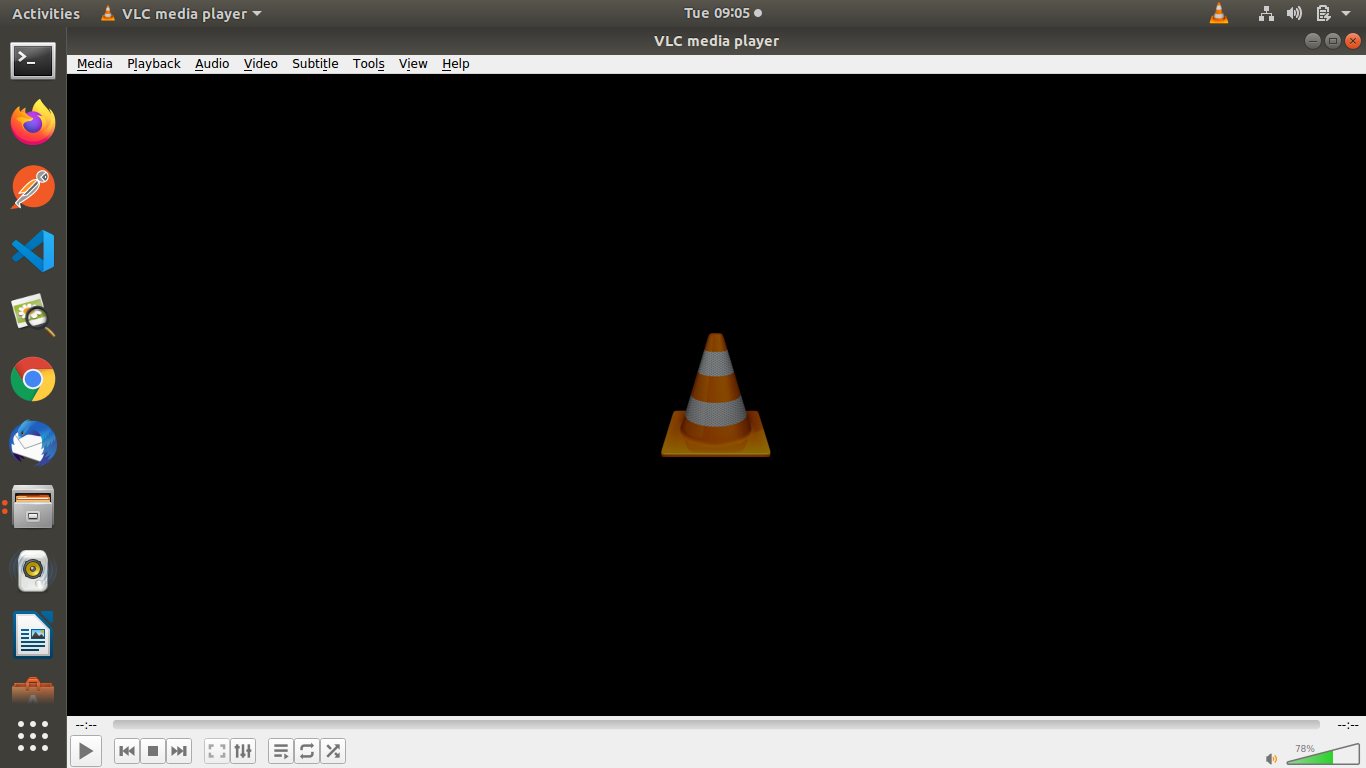 Activities VLC media player Tue 09:05
VLC media player
Media Playback Audio Video Subtitle Tools View Help
--:-- --:--
78%